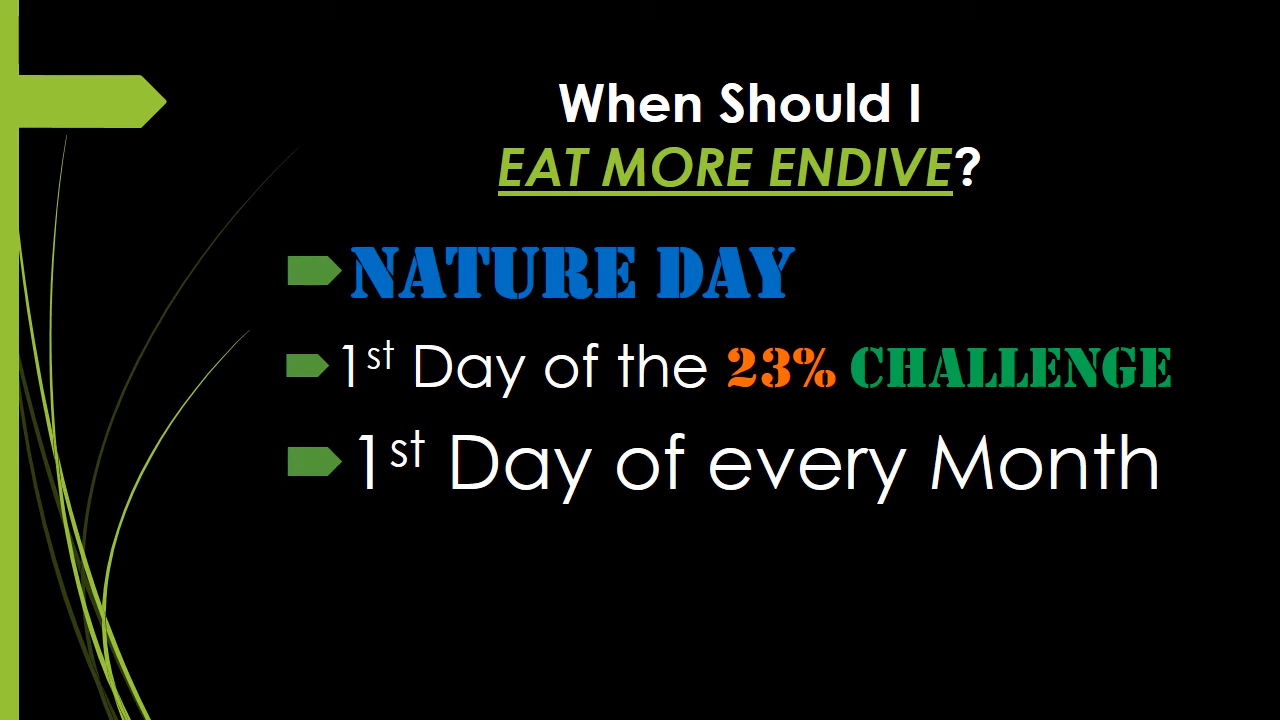 When Should I
EAT MORE ENDIVE?
NATURE DAY
1st Day of the 23% CHALLENGE
1st Day of every Month